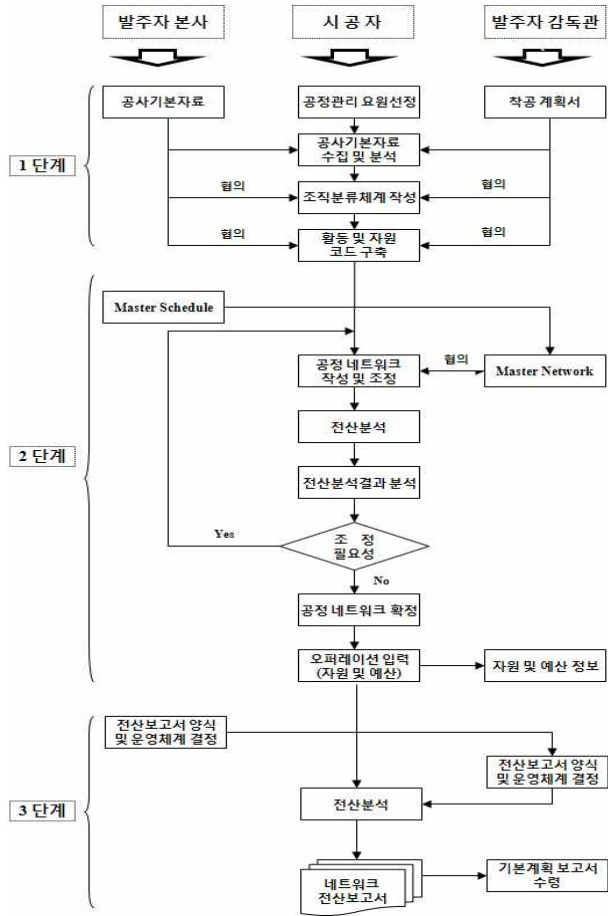 발주자 본사
시 공 자
발주자 감독관
1 단계
공사기본자료
공정관리 요원선정
착공 계획서
공사기본자료
수집 및 분석
협의
조직분류체계 작성
협의
협의
활동 및 자원
코드 구축
협의
2 단계
Master Schedule
공정 네트워크
작성 및 조정
협의
Master Network
전산분석
전산분석결과 분석
Yes
조 정
필요성
No
공정 네트워크 확정
오퍼레이션 입력
(자원 및 예산)
자원 및 예산 정보
3 단계
전산보고서 양식
및 운영체계 결정
전산보고서 양식
및 운영체계 결정
전산분석
네트워크
전산보고서
기본계획 보고서
수령